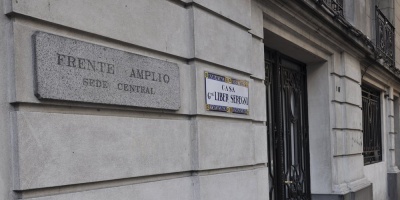 FRENTE AMPLIO
SEDE CENTRAL
CASA
Gral LIBER SEREGNI